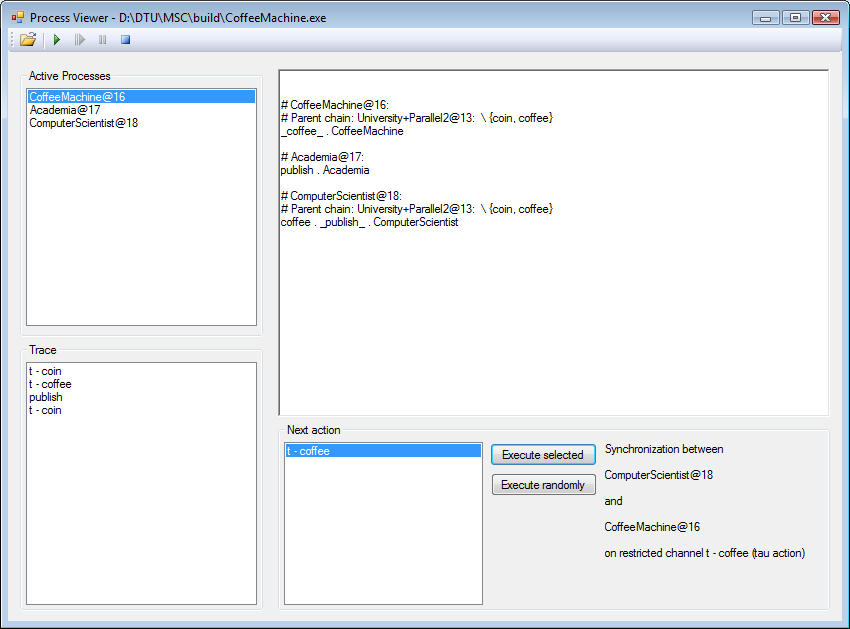 Process Viewer - D:\DTU\MSC\build\CoffeeMachine.exe
Active Processes
CoffeeMachine@16
Academia@17
ComputerScientist@18
# CoffeeMachine@16:
# Parent chain: University+Parallel2@13: \ {coin, coffee}
_coffee_ . CoffeeMachine
# Academia@17:
publish . Academia
# ComputerScientist@18:
# Parent chain: University+Parallel2@13: \ {coin, coffee}
coffee . _publish_ . ComputerScientist
Trace
t - coin
t - coffee
publish
t - coin
Next action
t - coffee
Execute selected
Execute randomly
Synchronization between
ComputerScientist@18
and
CoffeeMachine@16
on restricted channel t - coffee (tau action)